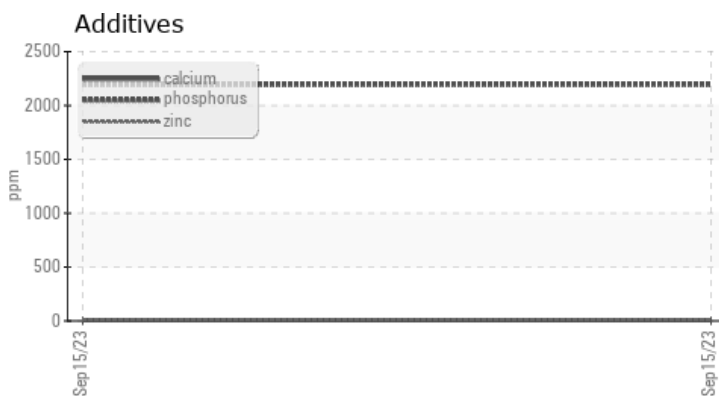 Additives
2500
2000
1500
1000
500
0
ppm
calcium
phosphorus
zinc
Sep15/23
Sep15/23